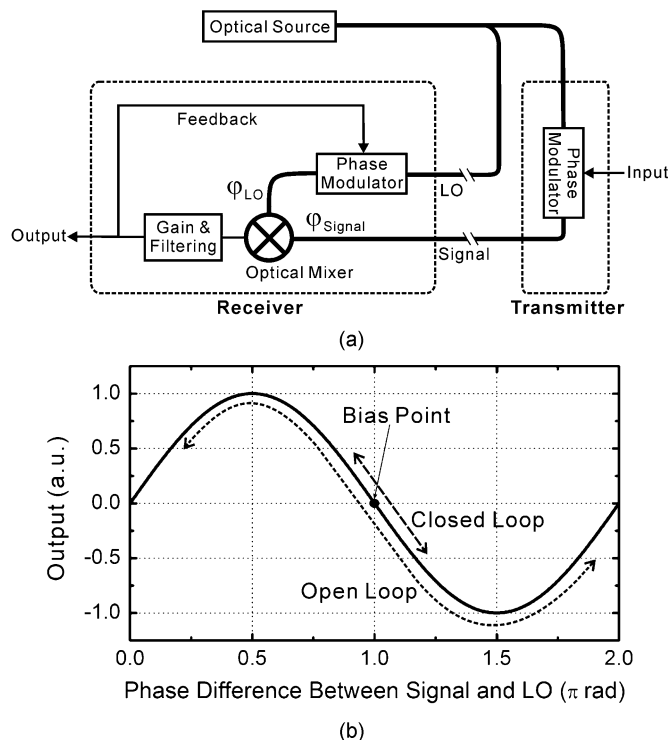 Optical Source
Feedback
Phase
Modulator
Phase
Modulator
Input
φLO
LO
φSignal
Output
Gain &
Filtering
Signal
Optical Mixer
Receiver
Transmitter
(a)
1.0
0.5
0.0
-0.5
-1.0
Output (a.u.)
Bias Point
Closed Loop
Open Loop
0.0 0.5 1.0 1.5 2.0
Phase Difference Between Signal and LO (π rad)
(b)